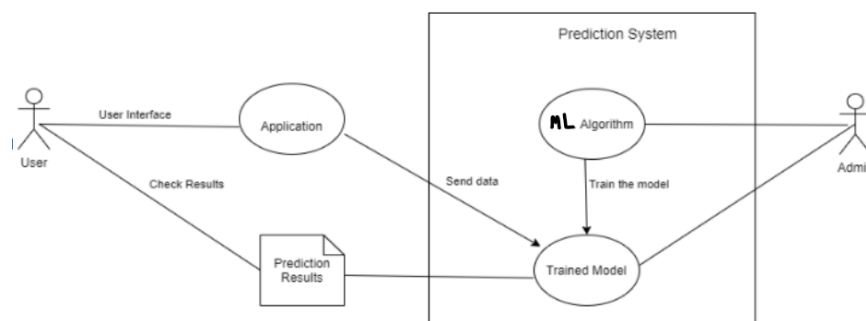 Prediction System
User Interface
Application
ML Algorithm
User
Admi
Check Results
Send data
Train the model
Prediction
Results
Trained Model